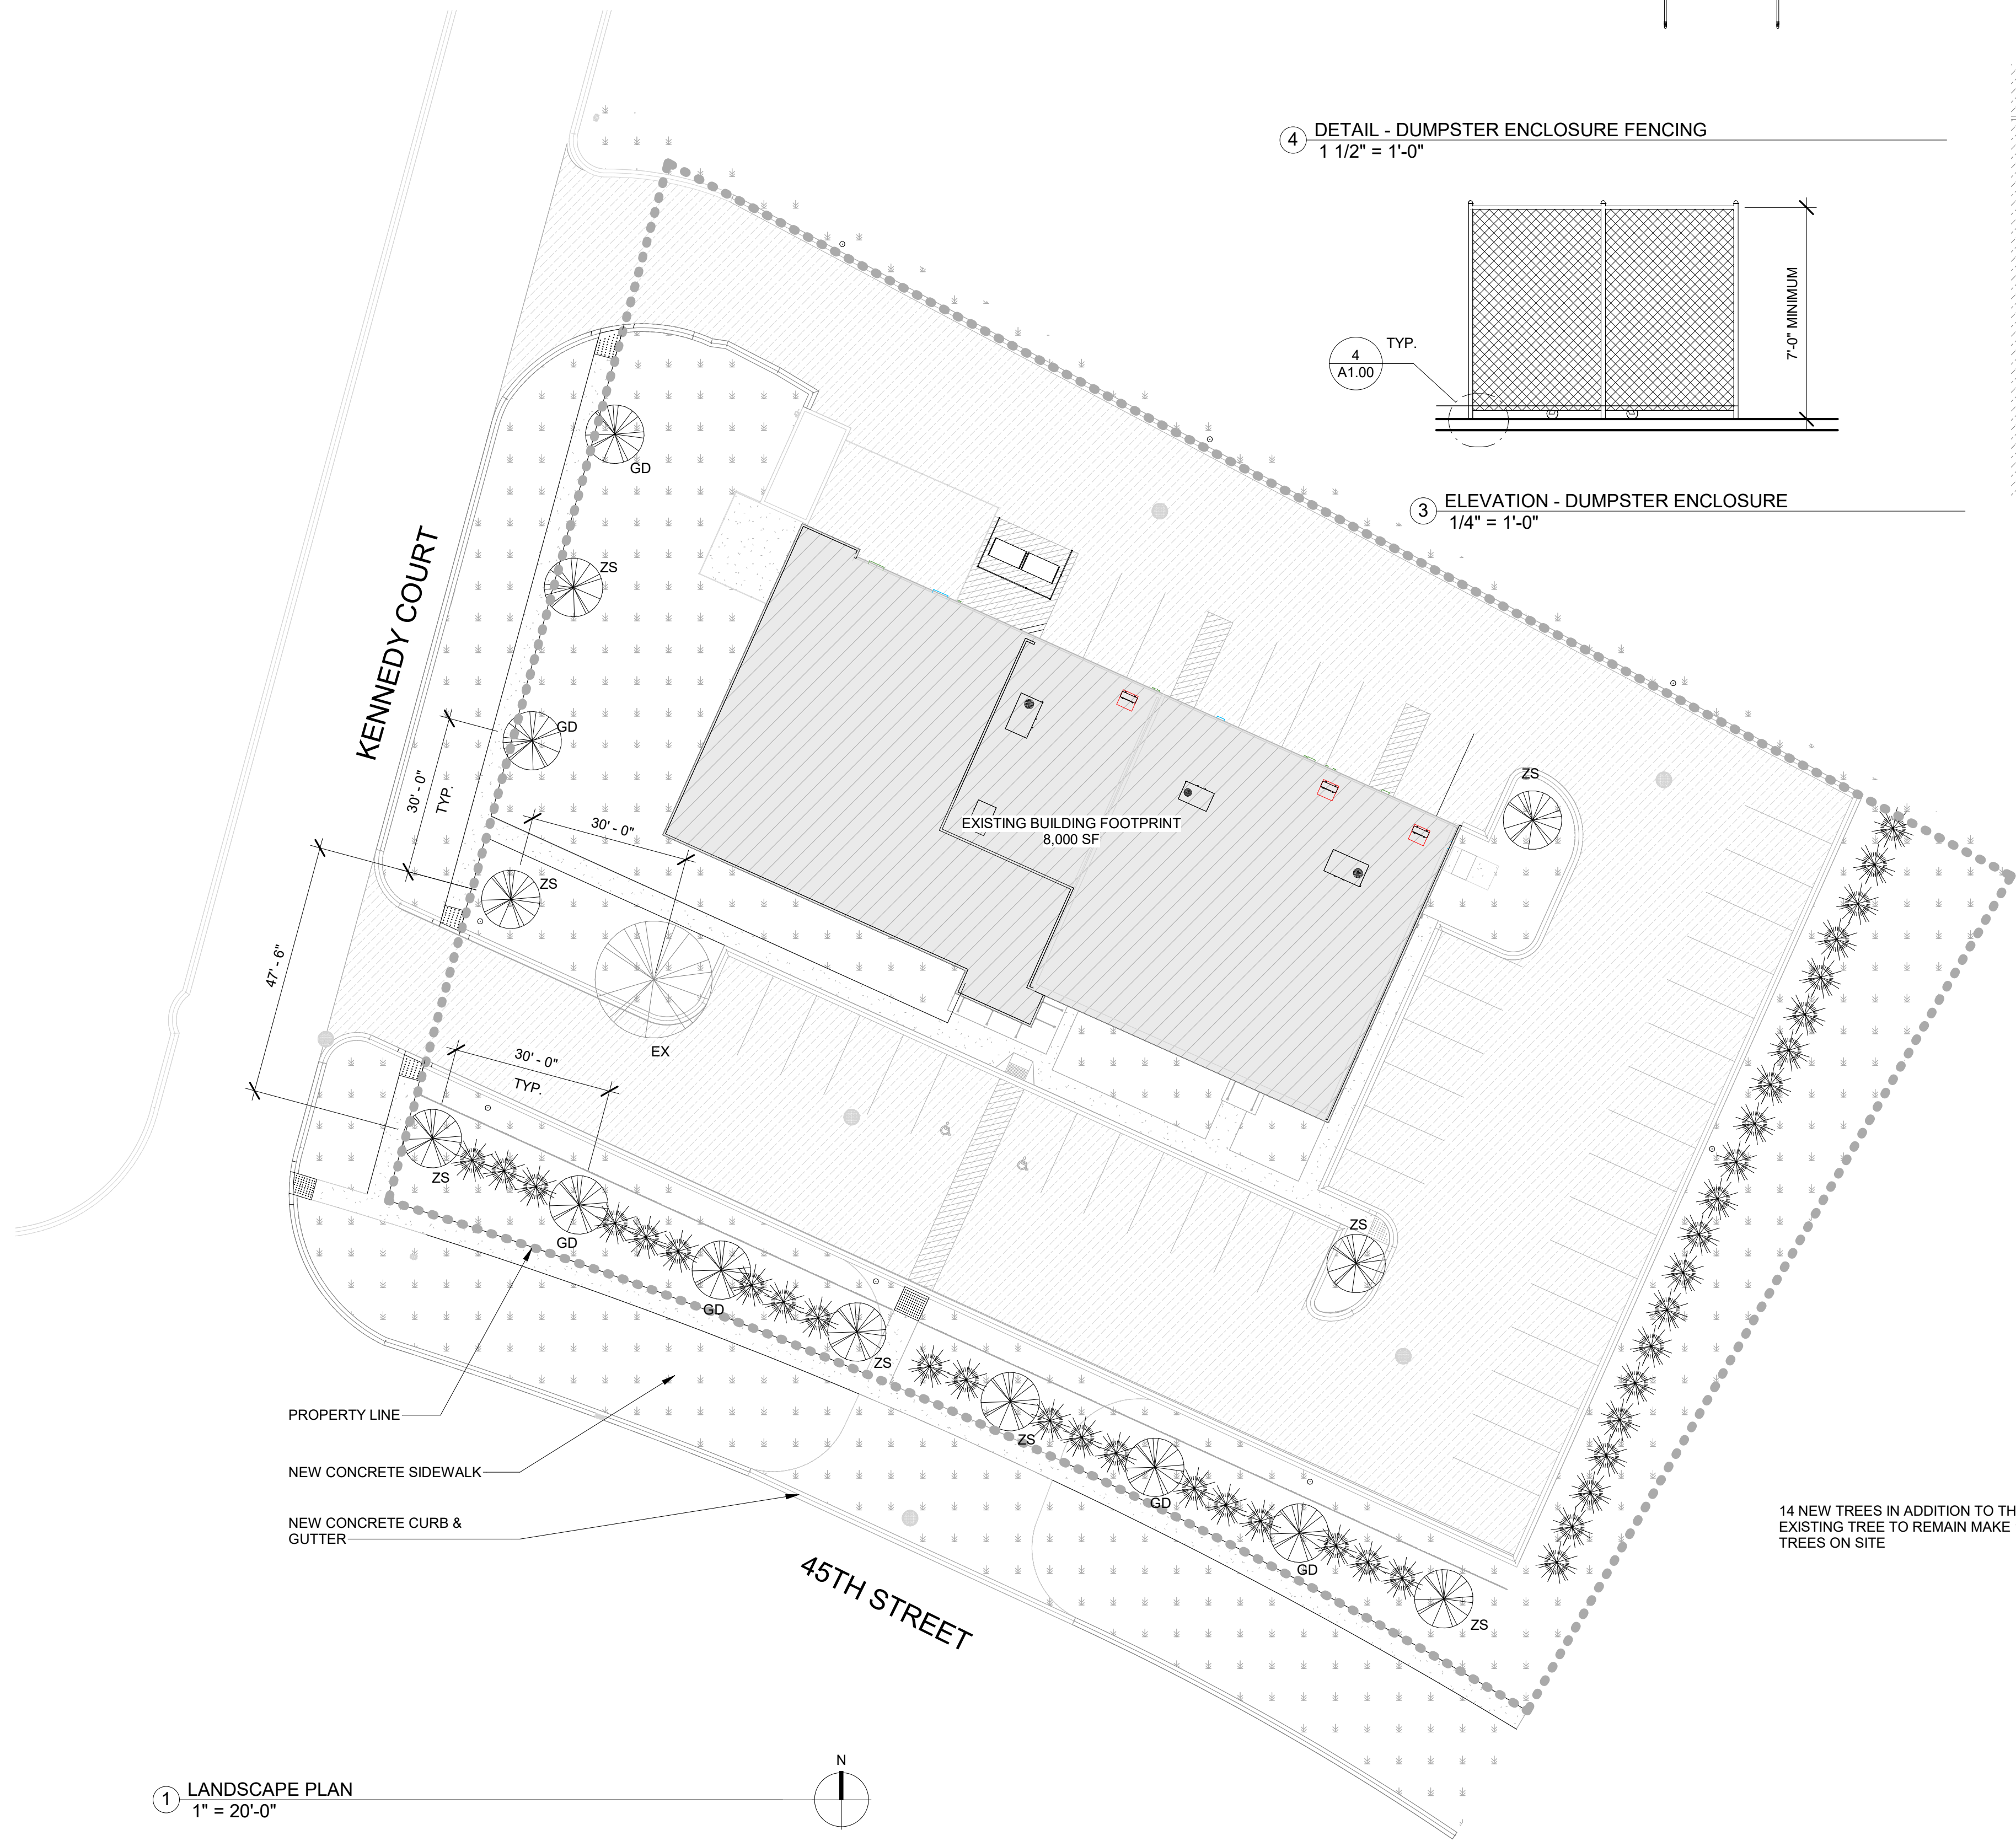 4
DETAIL - DUMPSTER ENCLOSURE FENCING
1 1/2" = 1'-0"
7'-0" MINIMUM
TYP.
4
A1.00
3
ELEVATION - DUMPSTER ENCLOSURE
1/4" = 1'-0"
KENNEDY COURT
GD
ZS
GD
30' - 0"
TYP.
30' - 0"
ZS
ZS
EXISTING BUILDING FOOTPRINT
8,000 SF
47' - 6"
EX
30' - 0"
TYP.
ZS
GD
GD
ZS
ZS
ZS
GD
GD
ZS
PROPERTY LINE
NEW CONCRETE SIDEWALK
NEW CONCRETE CURB &
GUTTER
45TH STREET
14 NEW TREES IN ADDITION TO TH
EXISTING TREE TO REMAIN MAKE
TREES ON SITE
N
1
LANDSCAPE PLAN
1" = 20'-0"